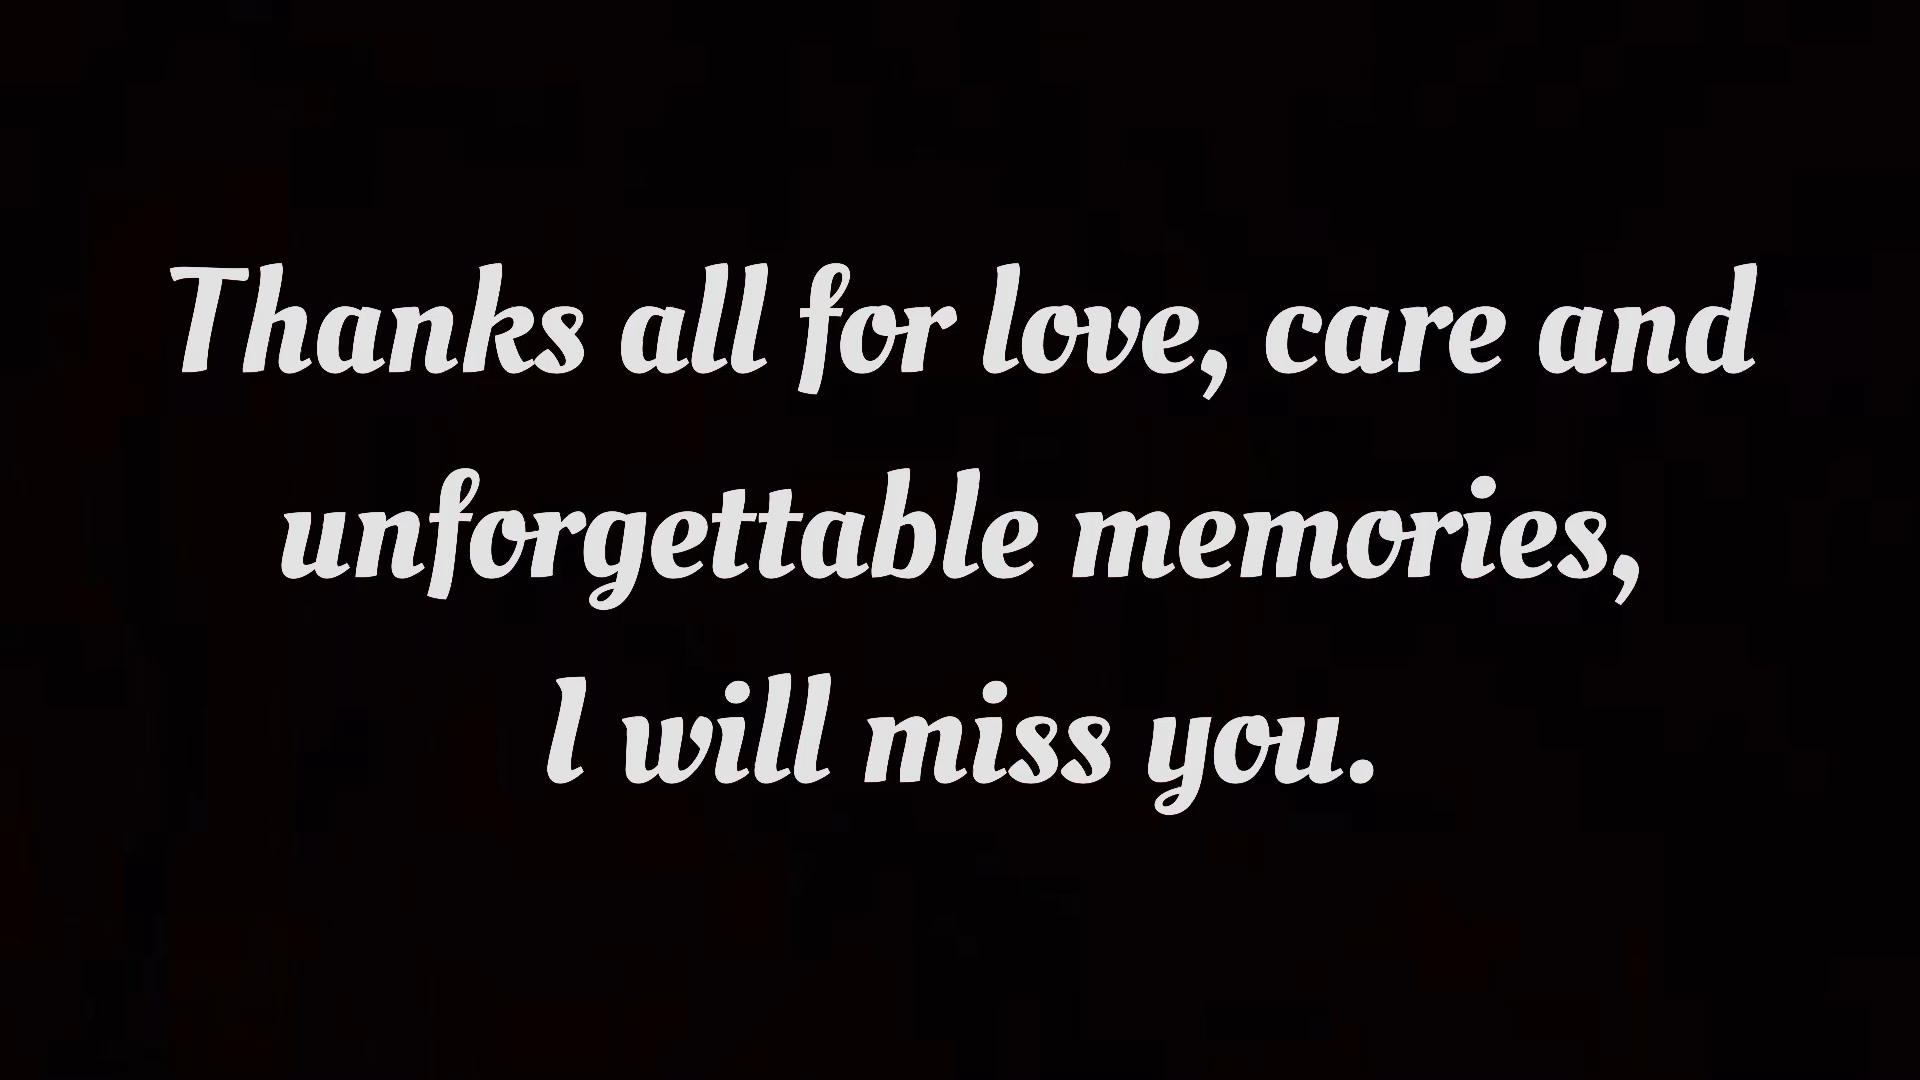 Thanks all for love, care and
unforgettable memories,
I will miss you.